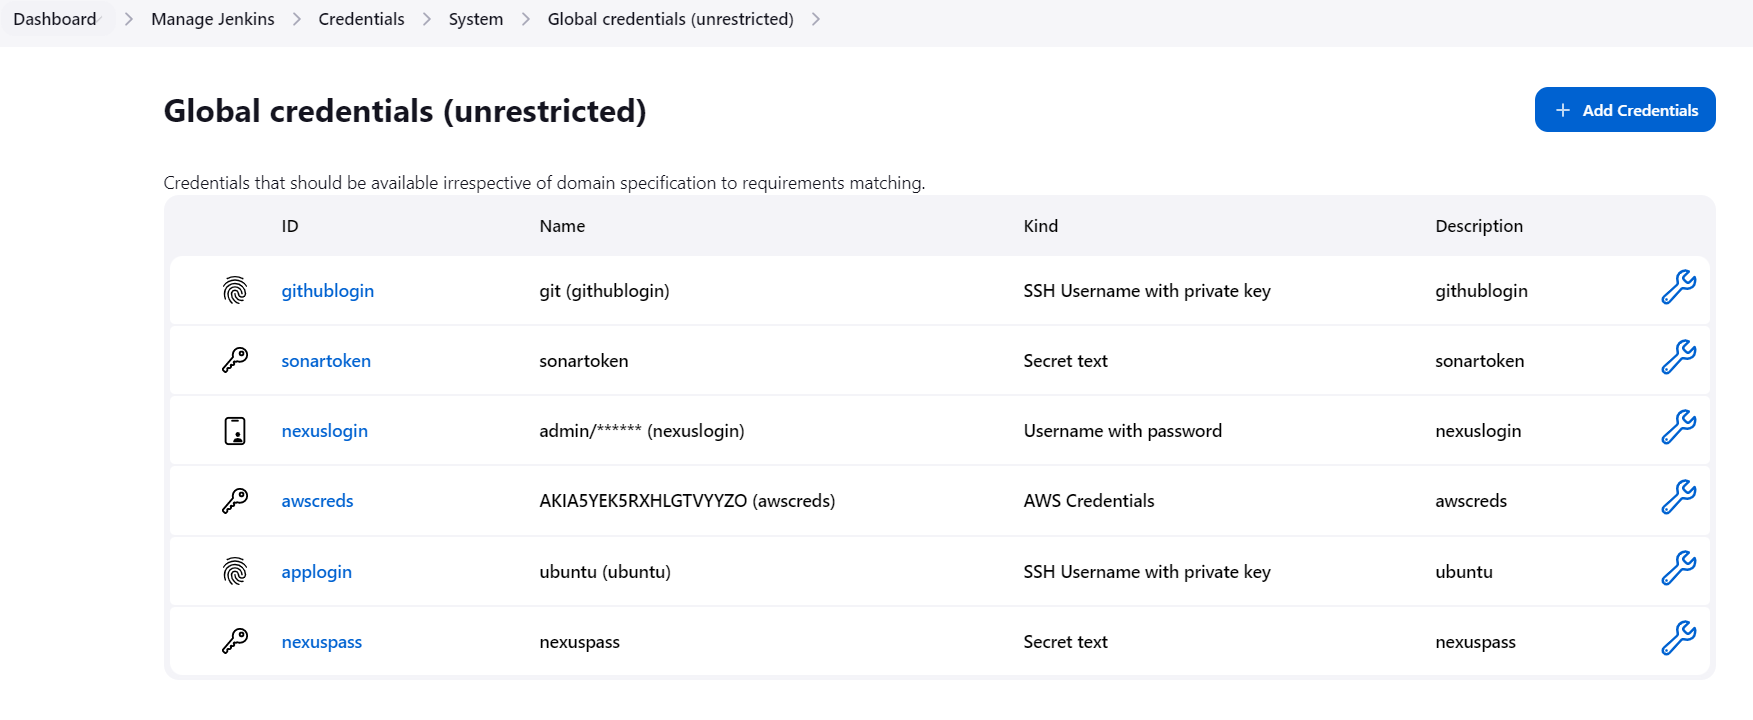 Dashboard > Manage Jenkins > Credentials > System > Global credentials (unrestricted) >
Global credentials (unrestricted)
+ Add Credentials
Credentials that should be available irrespective of domain specification to requirements matching.
ID Name Kind Description
githublogin git (githublogin) SSH Username with private key githublogin
sonartoken sonartoken Secret text sonartoken
nexuslogin admin/****** (nexuslogin) Username with password nexuslogin
awscreds AKIA5YEK5RXHLGTVYYZO (awscreds) AWS Credentials awscreds
applogin ubuntu (ubuntu) SSH Username with private key ubuntu
nexuspass nexuspass Secret text nexuspass